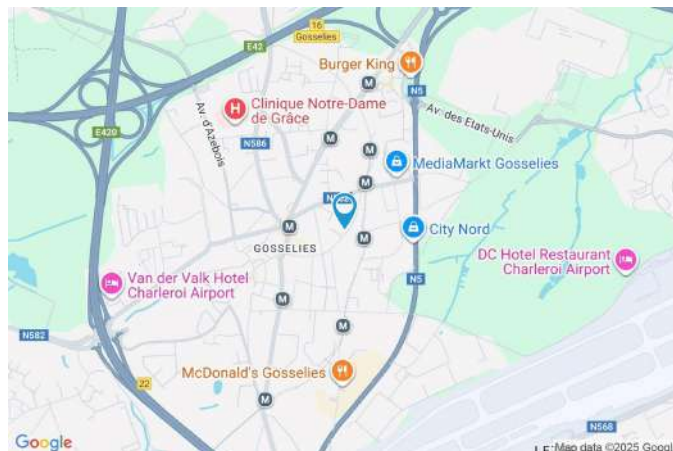 16
Gosselies
E42
Burger King
M
N5
Av. d'Azebois
H
Clinique Notre-Dame
de Grâce
Av. des Etats-Unis
E420
N586
M
M
MediaMarkt Gosselies
M
M
City Nord
M
GOSSELIES
DC Hotel Restaurant
Charleroi Airport
Van der Valk Hotel
Charleroi Airport
N5
M
N582
M
22
McDonald's Gosselies
M
N568
Google
Map data ©2025 Google